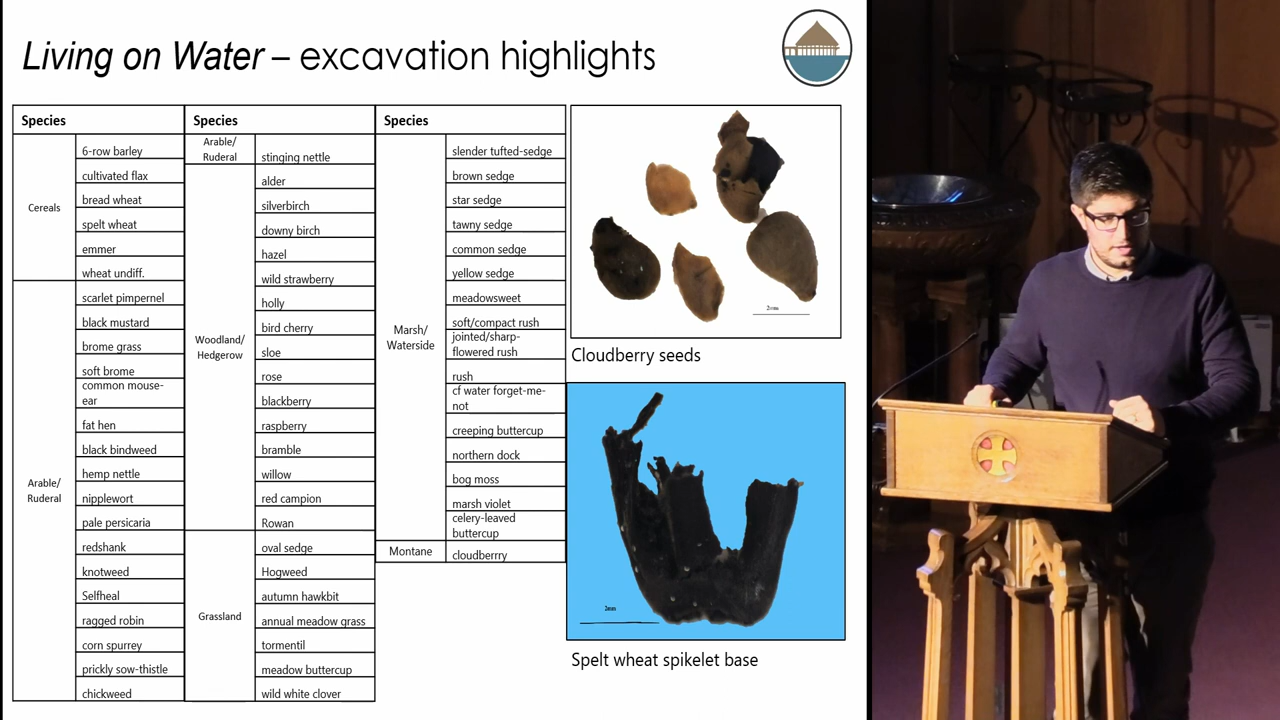 Living on Water – excavation highlights
Species
Cereals
6-row barley
cultivated flax
bread wheat
spelt wheat
emmer
wheat undiff.
Arable/
Ruderal
scarlet pimpernel
black mustard
brome grass
soft brome
common mouse-
ear
fat hen
black bindweed
hemp nettle
nipplewort
pale persicaria
redshank
knotweed
Selfheal
ragged robin
corn spurrey
prickly sow-thistle
chickweed
Species
Arable/
Ruderal
stinging nettle
Woodland/
Hedgerow
alder
silverbirch
downy birch
hazel
wild strawberry
holly
bird cherry
sloe
rose
blackberry
raspberry
bramble
willow
red campion
Rowan
Grassland
oval sedge
Hogweed
autumn hawkbit
annual meadow grass
tormentil
meadow buttercup
wild white clover
Species
Marsh/
Waterside
slender tufted-sedge
brown sedge
star sedge
tawny sedge
common sedge
yellow sedge
meadowsweet
soft/compact rush
jointed/sharp-
flowered rush
rush
cf water forget-me-
not
creeping buttercup
northern dock
bog moss
marsh violet
celery-leaved
buttercup
Montane
cloudberrry
2mm
Cloudberry seeds
2mm
Spelt wheat spikelet base